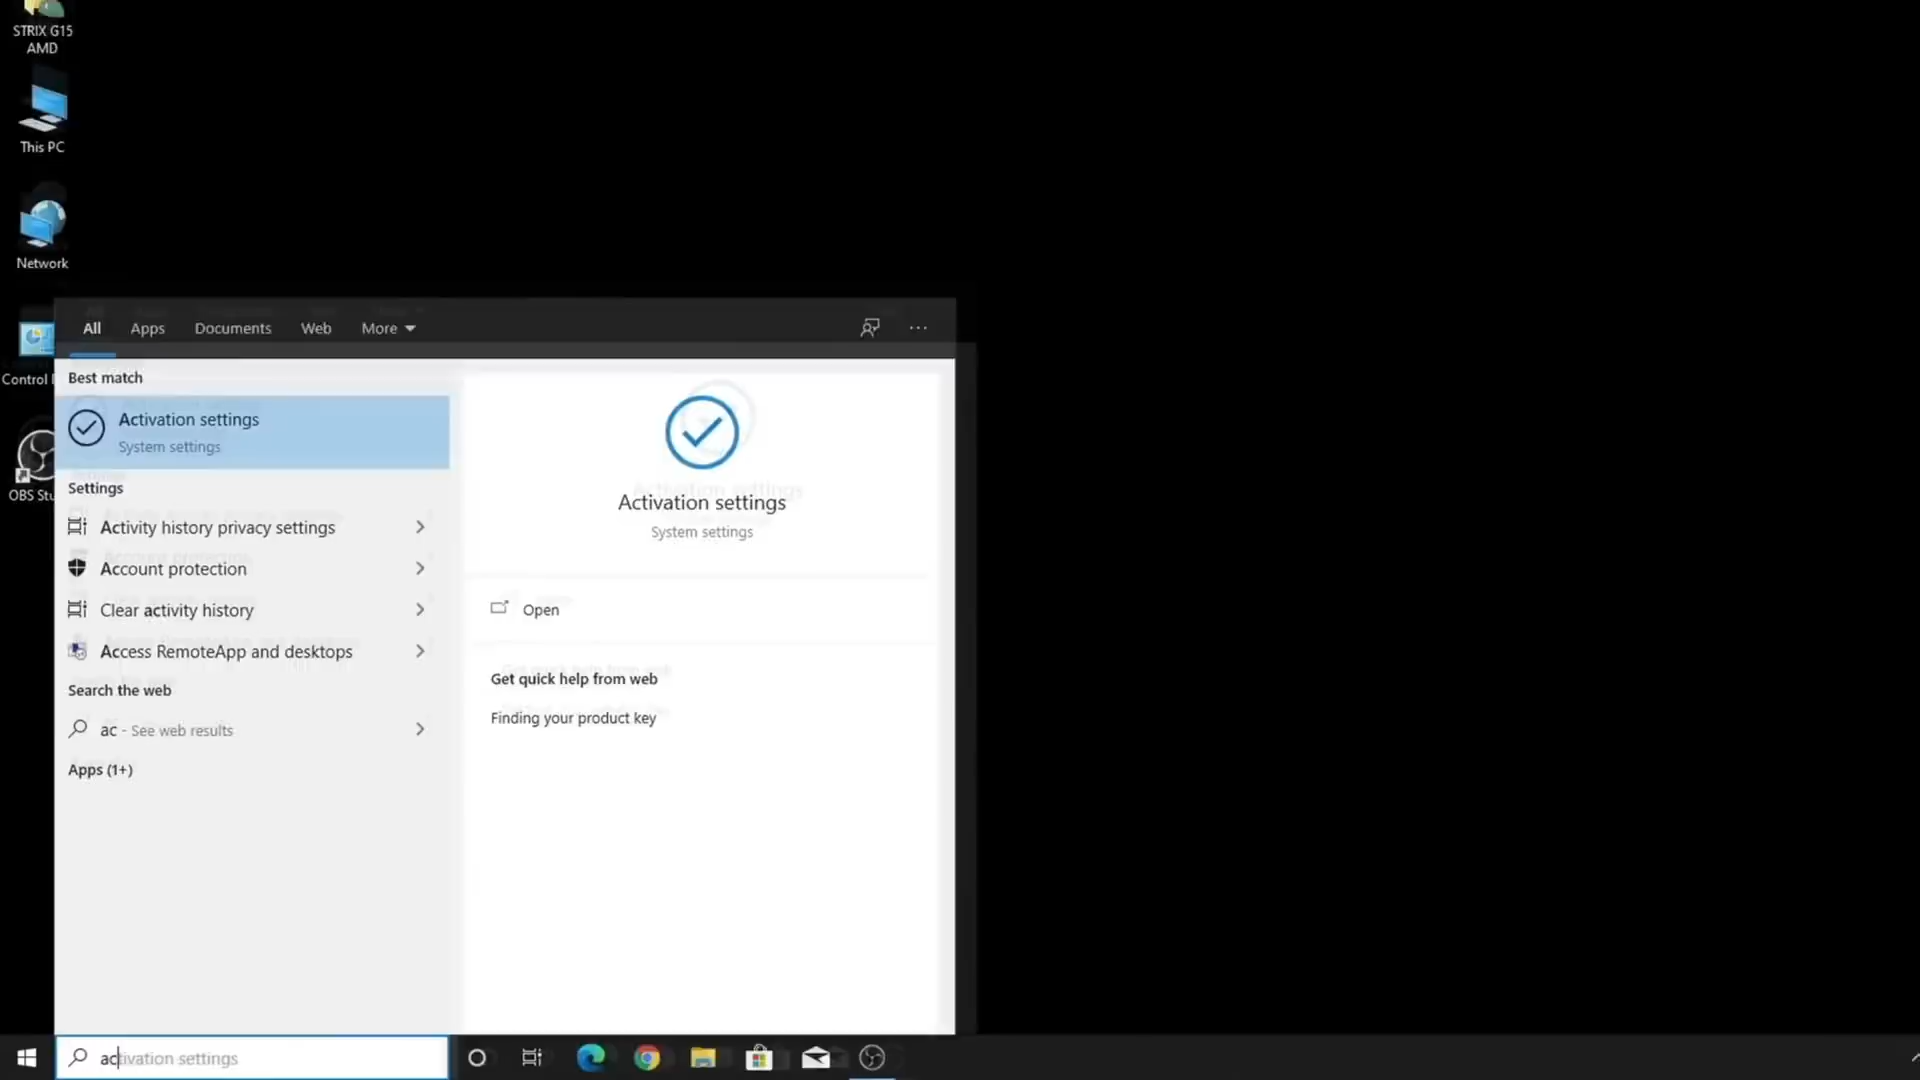 STRIX G15
AMD
This PC
Network
Control
OBS Stu
All Apps Documents Web More
Best match
Activation settings
System settings
Settings
Activity history privacy settings
Account protection
Clear activity history
Access RemoteApp and desktops
Search the web
ac - See web results
Apps (1+)
Activation settings
System settings
Open
Get quick help from web
Finding your product key
activation settings